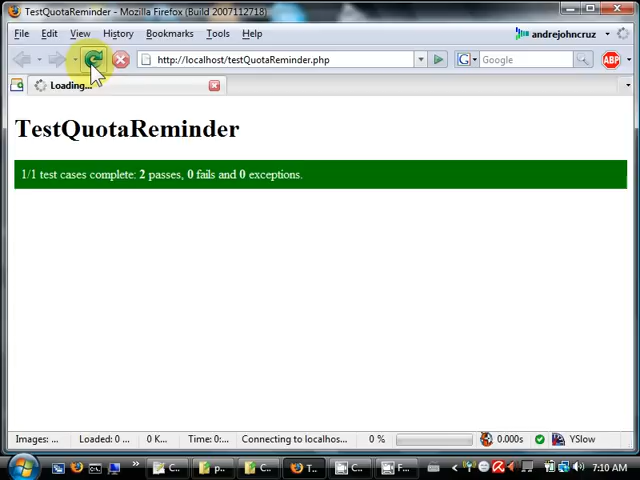 TestQuotaReminder - Mozilla Firefox (Build 2007112718)
File Edit View History Bookmarks Tools Help andrejohncruz
http://localhost/testQuotaReminder.php G Google ABP
Loading...
TestQuotaReminder
1/1 test cases complete: 2 passes, 0 fails and 0 exceptions.
Images: ... Loaded: 0 ... 0 K... Time: 0:... Connecting to localhos... 0 % 0.000s YSlow
C... p... C... T... C... F... 7:10 AM